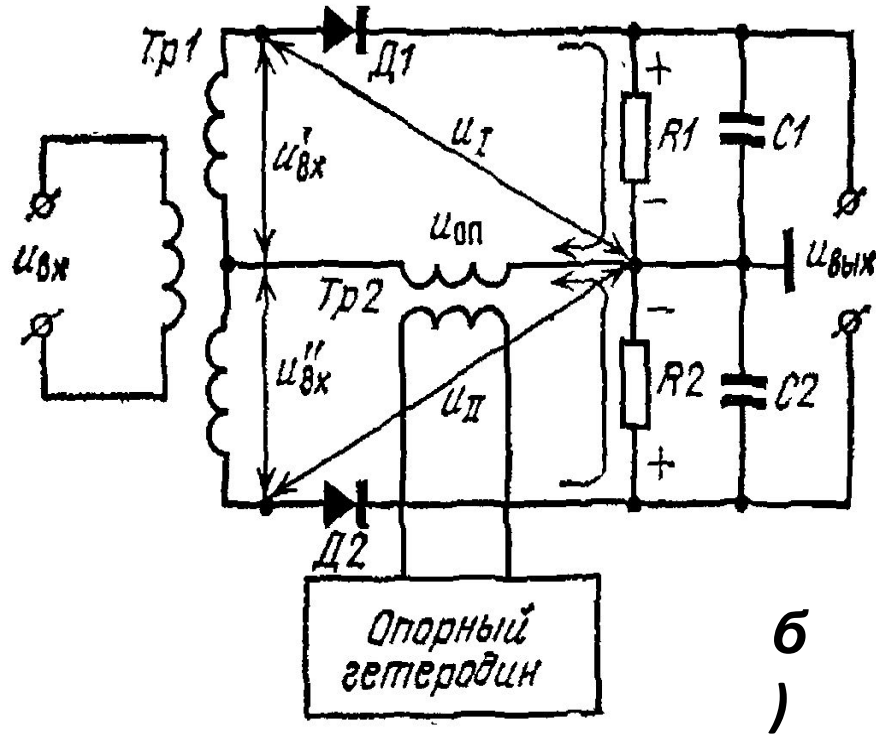 Тр1
Д1
+
R1
C1
u'вх
uI
−
uоп
uвх
uвых
Тр2
−
u''вх
uII
R2
C2
+
Д2
Опорный
гетеродин
б
)